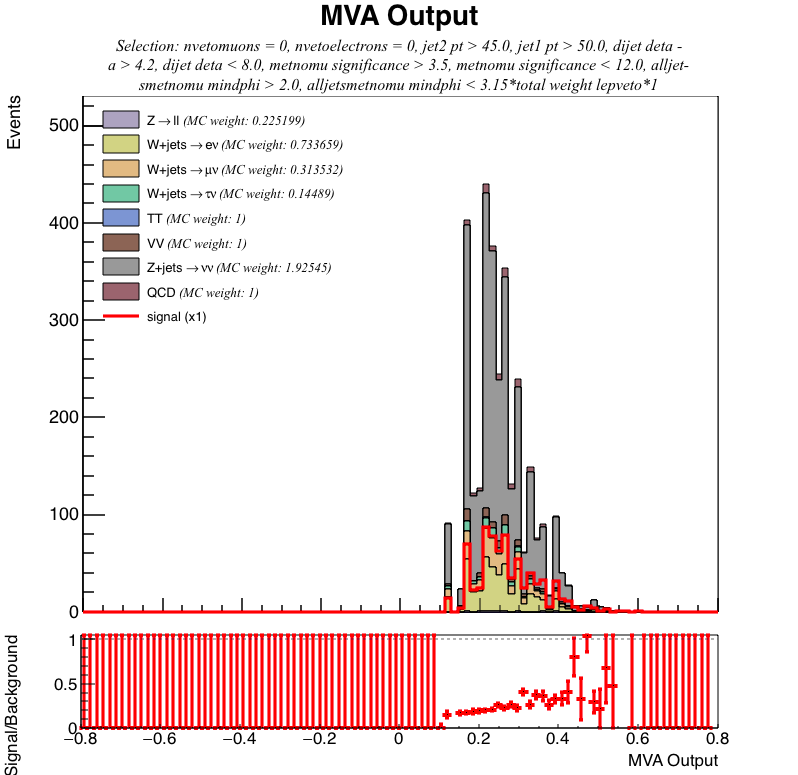 MVA Output
Selection: nvetomuons = 0, nvetoelectrons = 0, jet2 pt > 45.0, jet1 pt > 50.0, dijet deta -
a > 4.2, dijet deta < 8.0, metnomu significance > 3.5, metnomu significance < 12.0, alljet-
smetnomu mindphi > 2.0, alljetsmetnomu mindphi < 3.15*total weight lepveto*1
Events
500
400
300
200
100
0
Z→ll (MC weight: 0.225199)
W+jets→eν (MC weight: 0.733659)
W+jets→μν (MC weight: 0.313532)
W+jets→τν (MC weight: 0.14489)
TT (MC weight: 1)
VV (MC weight: 1)
Z+jets→νν (MC weight: 1.92545)
QCD (MC weight: 1)
signal (x1)
Signal/Background
1
0.5
0
−0.8 −0.6 −0.4 −0.2 0 0.2 0.4 0.6 0.8
MVA Output